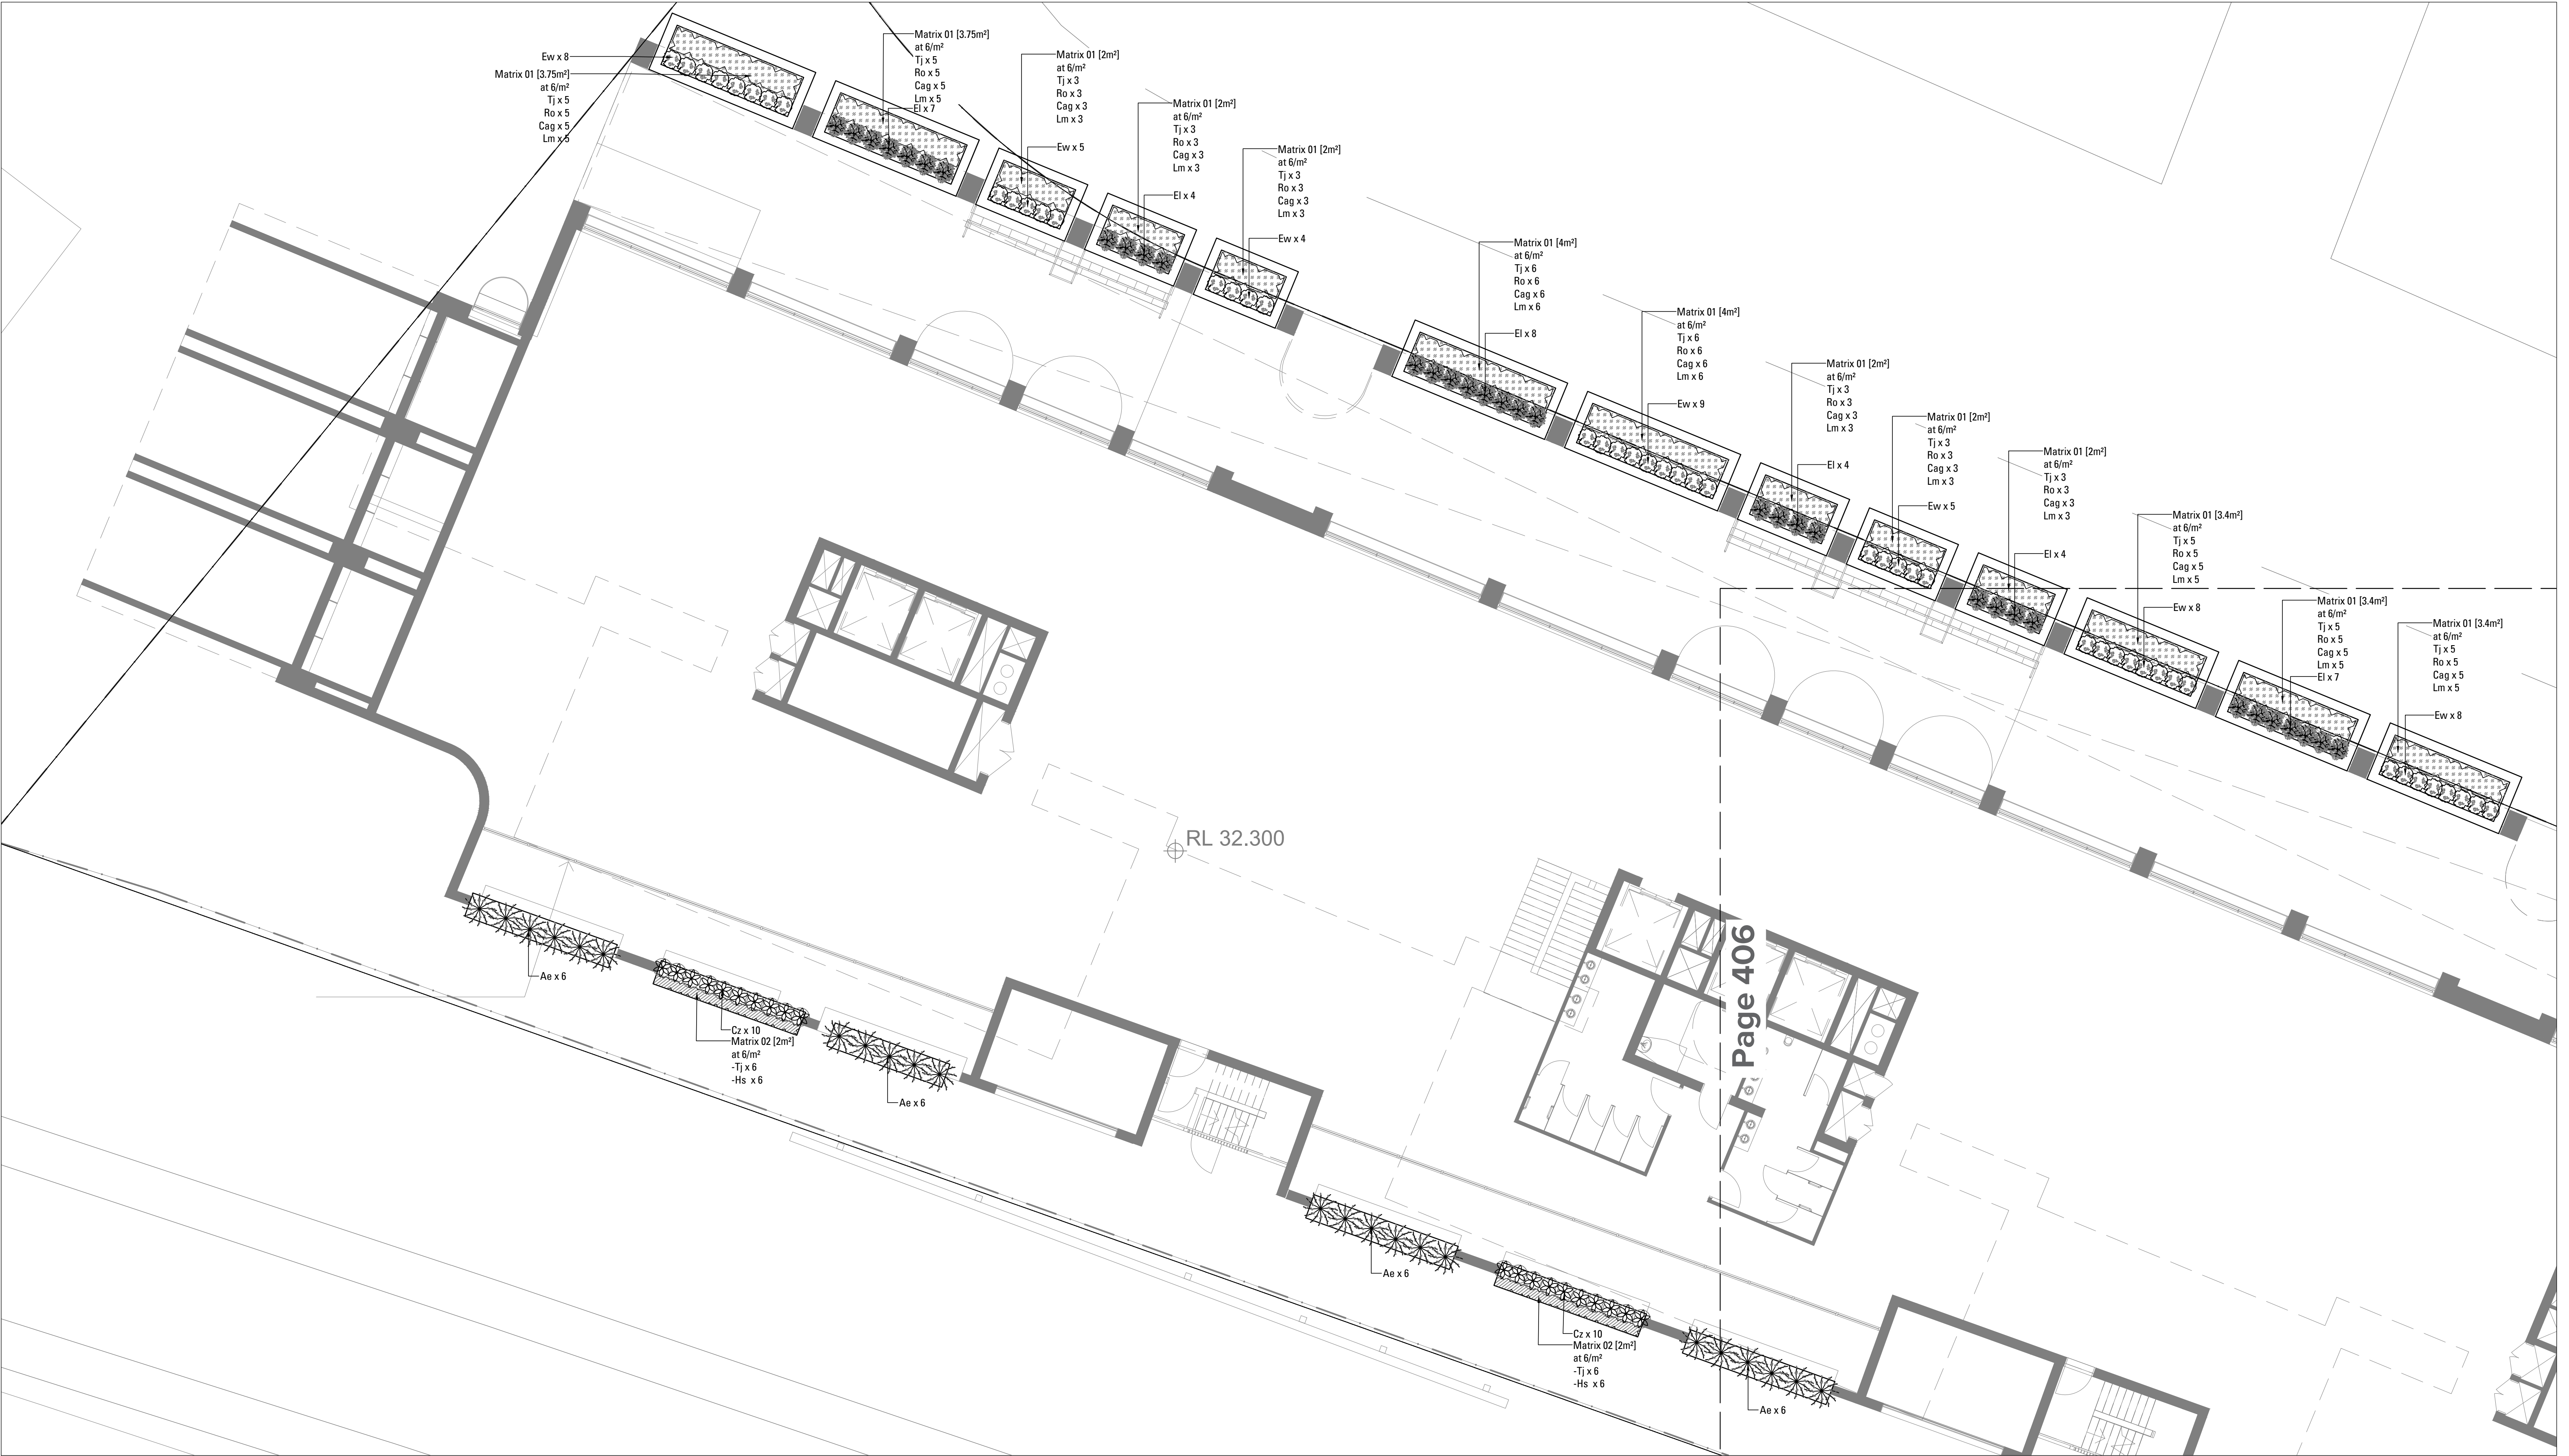 Ew x 8
Matrix 01 [3.75m²]
at 6/m²
Tj x 5
Ro x 5
Cag x 5
Lm x 5
Matrix 01 [3.75m²]
at 6/m²
Tj x 5
Ro x 5
Cag x 5
Lm x 5
El x 7
Matrix 01 [2m²]
at 6/m²
Tj x 3
Ro x 3
Cag x 3
Lm x 3
Ew x 5
Matrix 01 [2m²]
at 6/m²
Tj x 3
Ro x 3
Cag x 3
Lm x 3
El x 4
Matrix 01 [2m²]
at 6/m²
Tj x 3
Ro x 3
Cag x 3
Lm x 3
Ew x 4
Matrix 01 [4m²]
at 6/m²
Tj x 6
Ro x 6
Cag x 6
Lm x 6
El x 8
Matrix 01 [4m²]
at 6/m²
Tj x 6
Ro x 6
Cag x 6
Lm x 6
Ew x 9
Matrix 01 [2m²]
at 6/m²
Tj x 3
Ro x 3
Cag x 3
Lm x 3
El x 4
Matrix 01 [2m²]
at 6/m²
Tj x 3
Ro x 3
Cag x 3
Lm x 3
Ew x 5
Matrix 01 [2m²]
at 6/m²
Tj x 3
Ro x 3
Cag x 3
Lm x 3
El x 4
Matrix 01 [3.4m²]
at 6/m²
Tj x 5
Ro x 5
Cag x 5
Lm x 5
Ew x 8
Matrix 01 [3.4m²]
at 6/m²
Tj x 5
Ro x 5
Cag x 5
Lm x 5
El x 7
Matrix 01 [3.4m²]
at 6/m²
Tj x 5
Ro x 5
Cag x 5
Lm x 5
Ew x 8
RL 32.300
Page 406
Ae x 6
Cz x 10
Matrix 02 [2m²]
at 6/m²
-Tj x 6
-Hs x 6
Ae x 6
Ae x 6
Cz x 10
Matrix 02 [2m²]
at 6/m²
-Tj x 6
-Hs x 6
Ae x 6